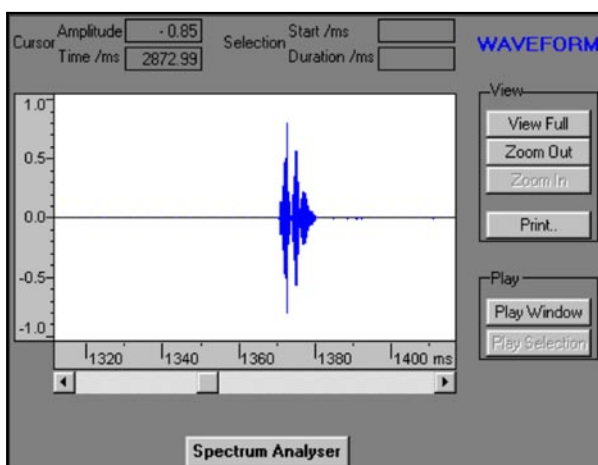 Cursor Amplitude - 0.85 Selection Start /ms WAVEFORM
Time /ms 2872.99 Duration /ms
View
View Full
Zoom Out
Zoom In
Print..
Play
Play Window
Play Selection
1.0
0.5
0.0
-0.5
-1.0
1320 1340 1360 1380 1400 ms
Spectrum Analyser